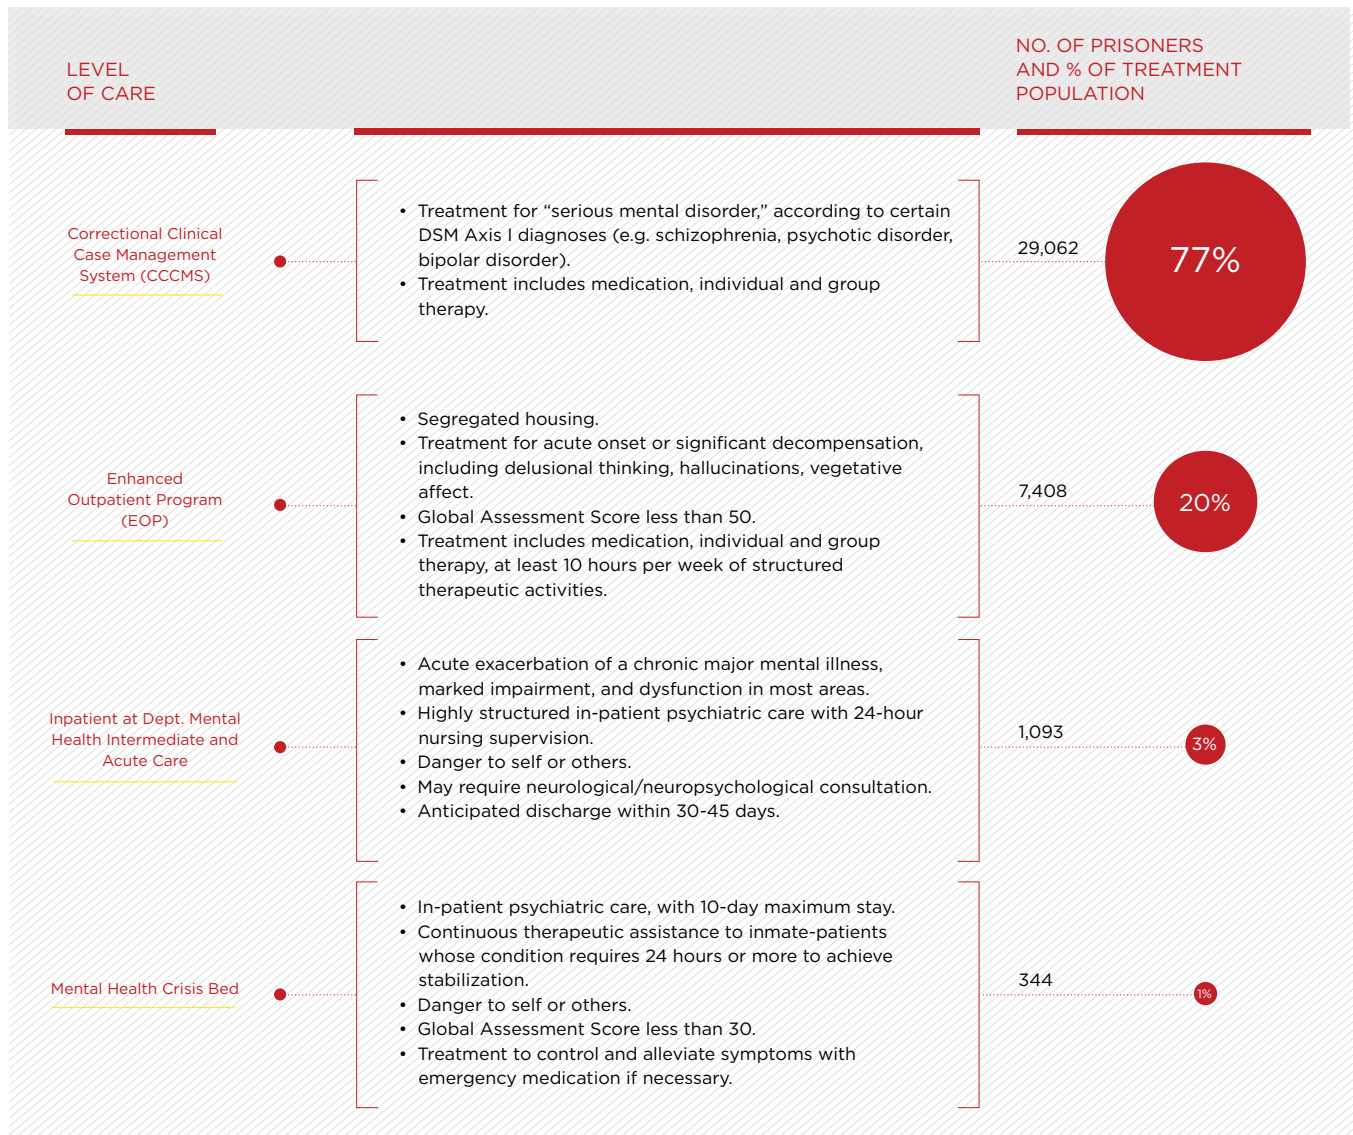 LEVEL
OF CARE
NO. OF PRISONERS
AND % OF TREATMENT
POPULATION
Correctional Clinical
Case Management
System (CCCMS)
• Treatment for “serious mental disorder,” according to certain
DSM Axis I diagnoses (e.g. schizophrenia, psychotic disorder,
bipolar disorder).
• Treatment includes medication, individual and group
therapy.
29,062
77%
Enhanced
Outpatient Program
(EOP)
• Segregated housing.
• Treatment for acute onset or significant decompensation,
including delusional thinking, hallucinations, vegetative
affect.
• Global Assessment Score less than 50.
• Treatment includes medication, individual and group
therapy, at least 10 hours per week of structured
therapeutic activities.
7,408
20%
Inpatient at Dept. Mental
Health Intermediate and
Acute Care
• Acute exacerbation of a chronic major mental illness,
marked impairment, and dysfunction in most areas.
• Highly structured in-patient psychiatric care with 24-hour
nursing supervision.
• Danger to self or others.
• May require neurological/neuropsychological consultation.
• Anticipated discharge within 30-45 days.
1,093
3%
Mental Health Crisis Bed
• In-patient psychiatric care, with 10-day maximum stay.
• Continuous therapeutic assistance to inmate-patients
whose condition requires 24 hours or more to achieve
stabilization.
• Danger to self or others.
• Global Assessment Score less than 30.
• Treatment to control and alleviate symptoms with
emergency medication if necessary.
344
1%